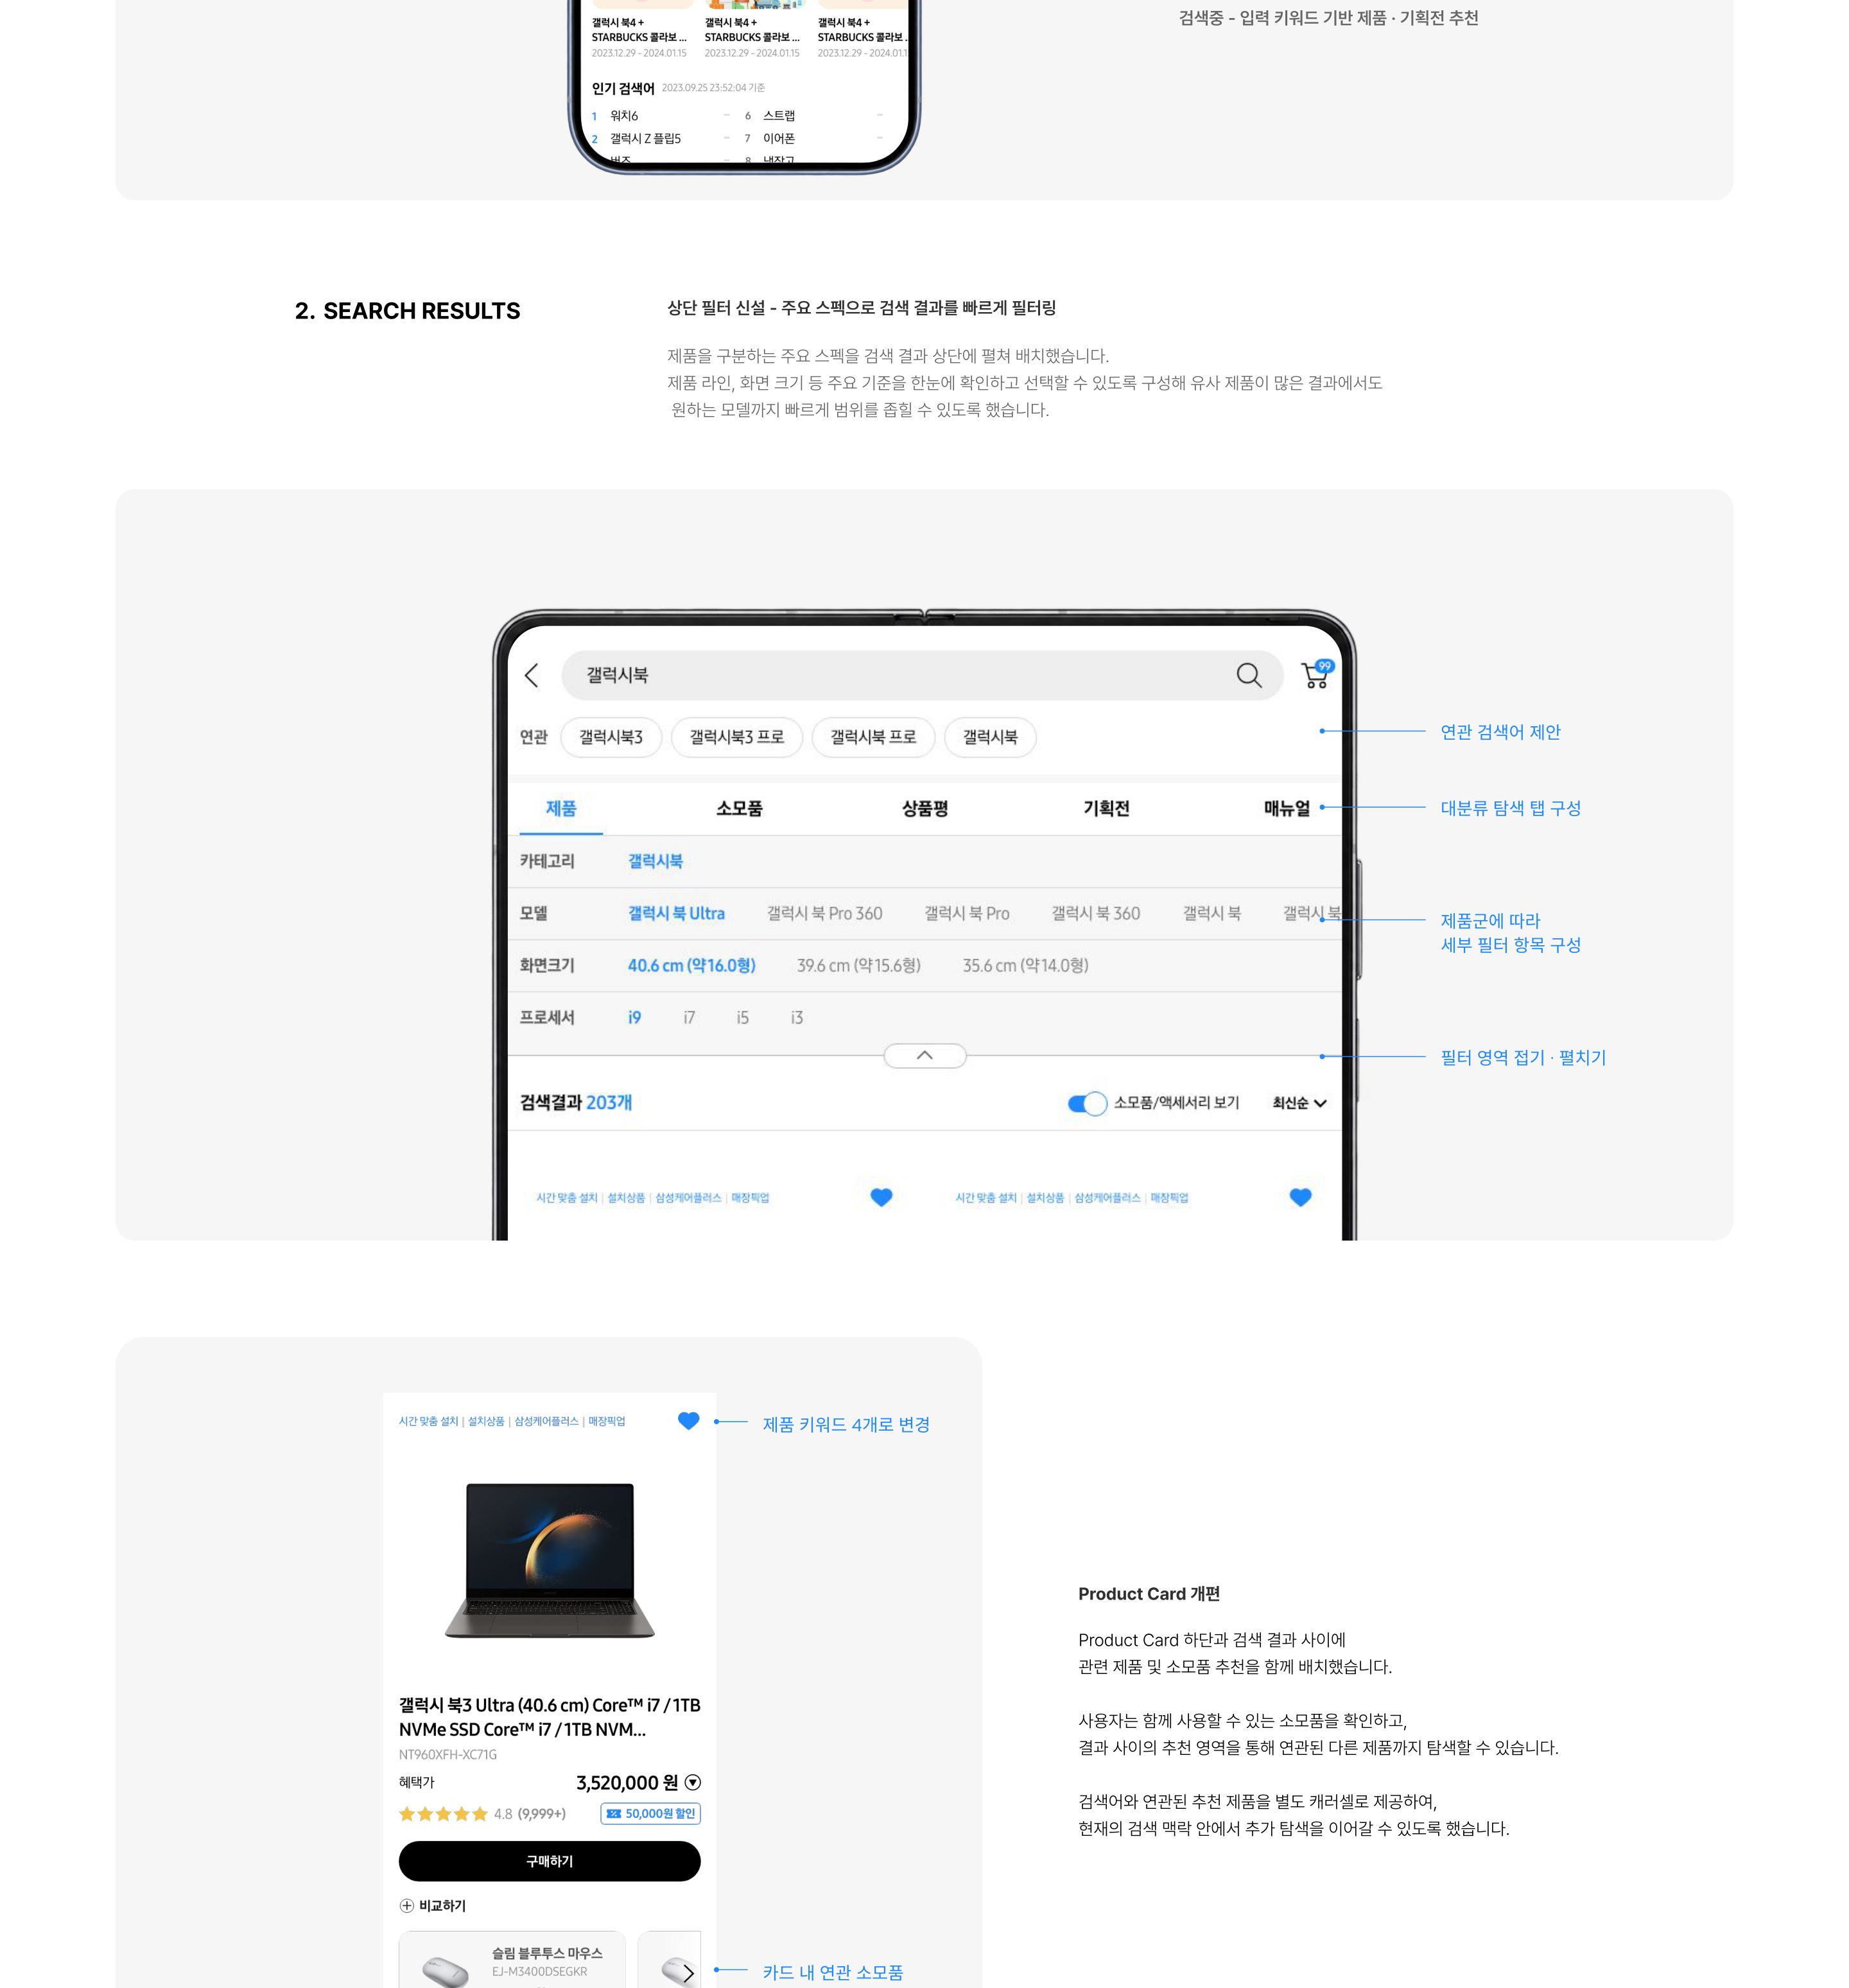 검색중 - 입력 키워드 기반 제품 · 기획전 추천
갤럭시 북4 + 갤럭시 북4 + 갤럭시 북4 +
STARBUCKS 콜라보 ... STARBUCKS 콜라보 ... STARBUCKS 콜라보 .
2023.12.29 - 2024.01.15 2023.12.29 - 2024.01.15 2023.12.29 - 2024.01.1
인기 검색어 2023.09.25 23:52:04 기준
1 워치6 – 6 스트랩 –
2 갤럭시 Z 플립5 – 7 이어폰 –
버즈 – 8 냉장고
2. SEARCH RESULTS
상단 필터 신설 - 주요 스펙으로 검색 결과를 빠르게 필터링
제품을 구분하는 주요 스펙을 검색 결과 상단에 펼쳐 배치했습니다.
제품 라인, 화면 크기 등 주요 기준을 한눈에 확인하고 선택할 수 있도록 구성해 유사 제품이 많은 결과에서도
원하는 모델까지 빠르게 범위를 좁힐 수 있도록 했습니다.
갤럭시북 99
연관 갤럭시북3 갤럭시북3 프로 갤럭시북 프로 갤럭시북
연관 검색어 제안
제품 소모품 상품평 기획전 매뉴얼
대분류 탐색 탭 구성
카테고리 갤럭시북
모델 갤럭시 북 Ultra 갤럭시 북 Pro 360 갤럭시 북 Pro 갤럭시 북 360 갤럭시 북 갤럭시 북
제품군에 따라
세부 필터 항목 구성
화면크기 40.6 cm (약16.0형) 39.6 cm (약15.6형) 35.6 cm (약14.0형)
프로세서 i9 i7 i5 i3
필터 영역 접기 · 펼치기
검색결과 203개 소모품/액세서리 보기 최신순
시간 맞춤 설치 | 설치상품 | 삼성케어플러스 | 매장픽업 시간 맞춤 설치 | 설치상품 | 삼성케어플러스 | 매장픽업
시간 맞춤 설치 | 설치상품 | 삼성케어플러스 | 매장픽업
제품 키워드 4개로 변경
갤럭시 북3 Ultra (40.6 cm) Core™ i7 / 1TB
NVMe SSD Core™ i7 / 1TB NVM...
NT960XFH-XC71G
혜택가 3,520,000 원
4.8 (9,999+) 50,000원 할인
구매하기
비교하기
슬림 블루투스 마우스
EJ-M3400DSEGKR
카드 내 연관 소모품
Product Card 개편
Product Card 하단과 검색 결과 사이에
관련 제품 및 소모품 추천을 함께 배치했습니다.
사용자는 함께 사용할 수 있는 소모품을 확인하고,
결과 사이의 추천 영역을 통해 연관된 다른 제품까지 탐색할 수 있습니다.
검색어와 연관된 추천 제품을 별도 캐러셀로 제공하여,
현재의 검색 맥락 안에서 추가 탐색을 이어갈 수 있도록 했습니다.